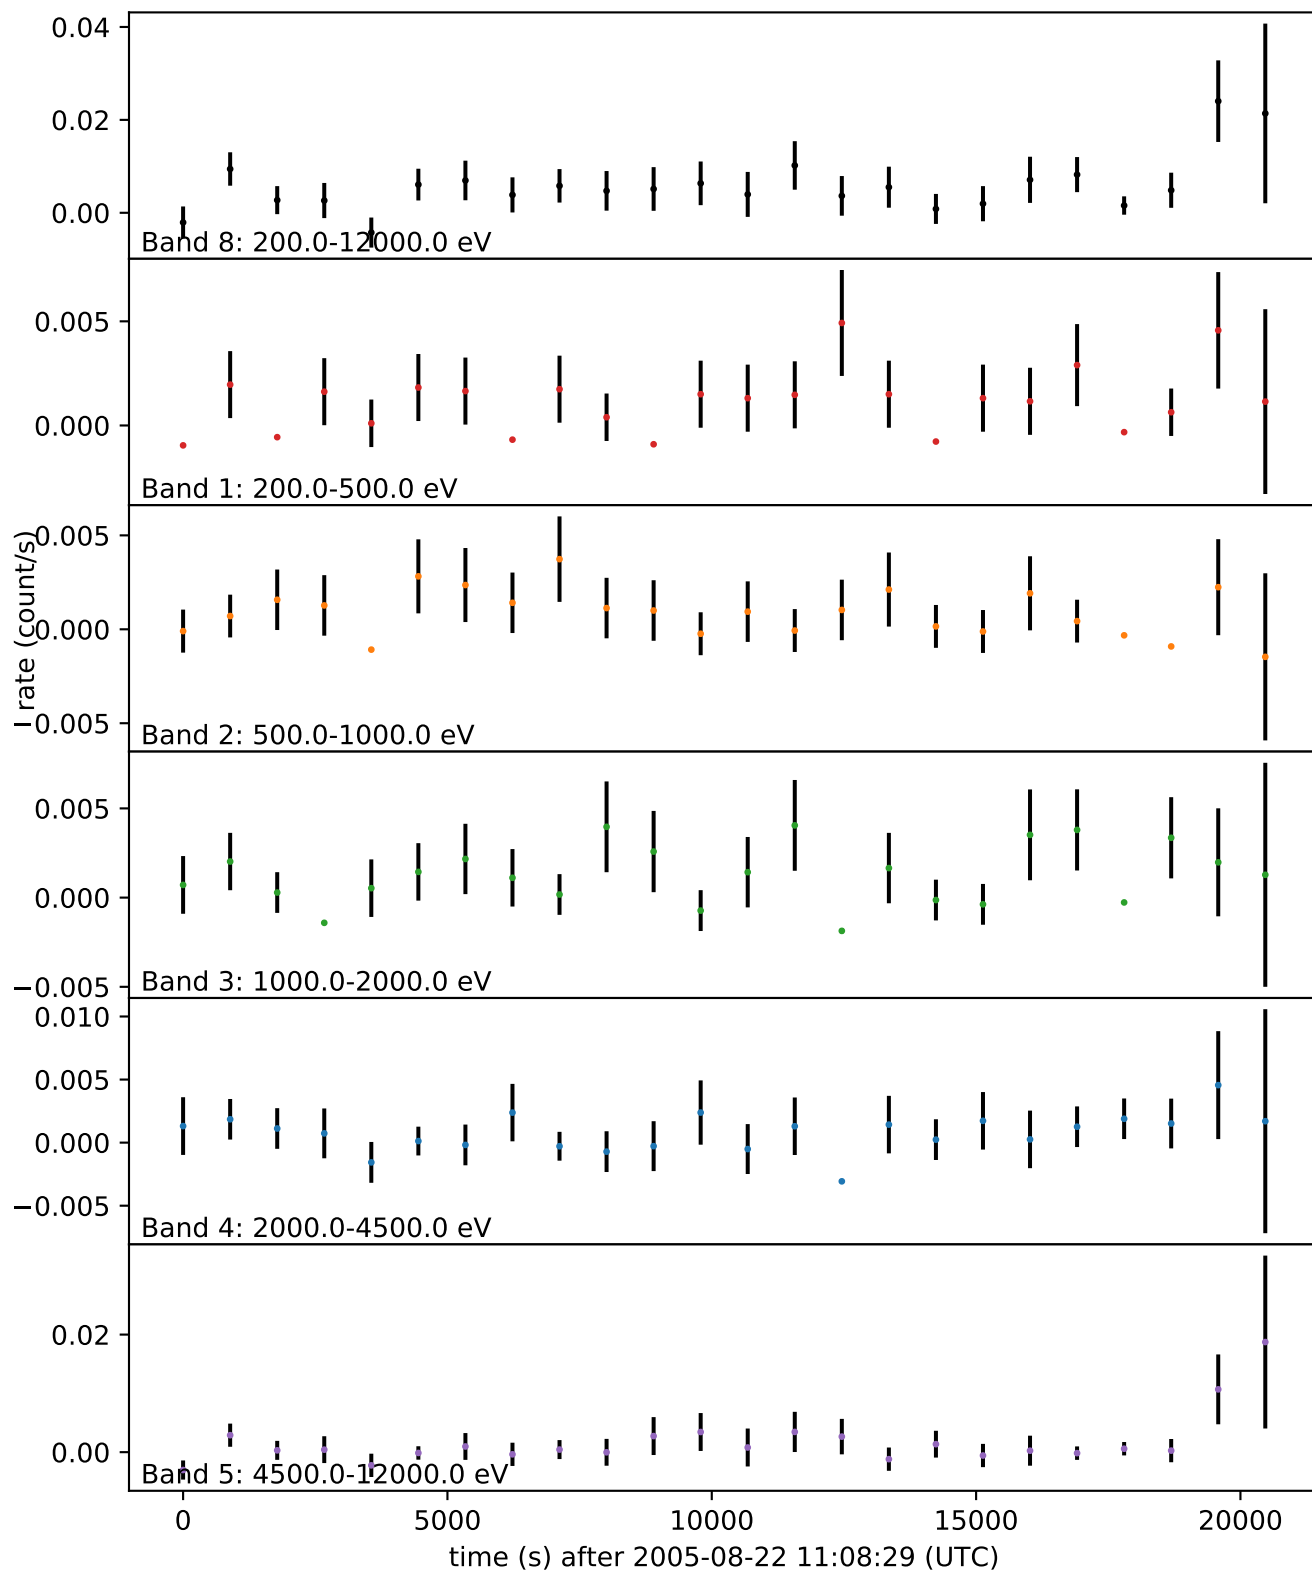 0.04
0.02
0.00
Band 8: 200.0-12000.0 eV
0.005
0.000
Band 1: 200.0-500.0 eV
rate (count/s)
0.005
0.000
−0.005
Band 2: 500.0-1000.0 eV
0.005
0.000
−0.005
Band 3: 1000.0-2000.0 eV
0.010
0.005
0.000
−0.005
Band 4: 2000.0-4500.0 eV
0.02
0.00
Band 5: 4500.0-12000.0 eV
0 5000 10000 15000 20000
time (s) after 2005-08-22 11:08:29 (UTC)